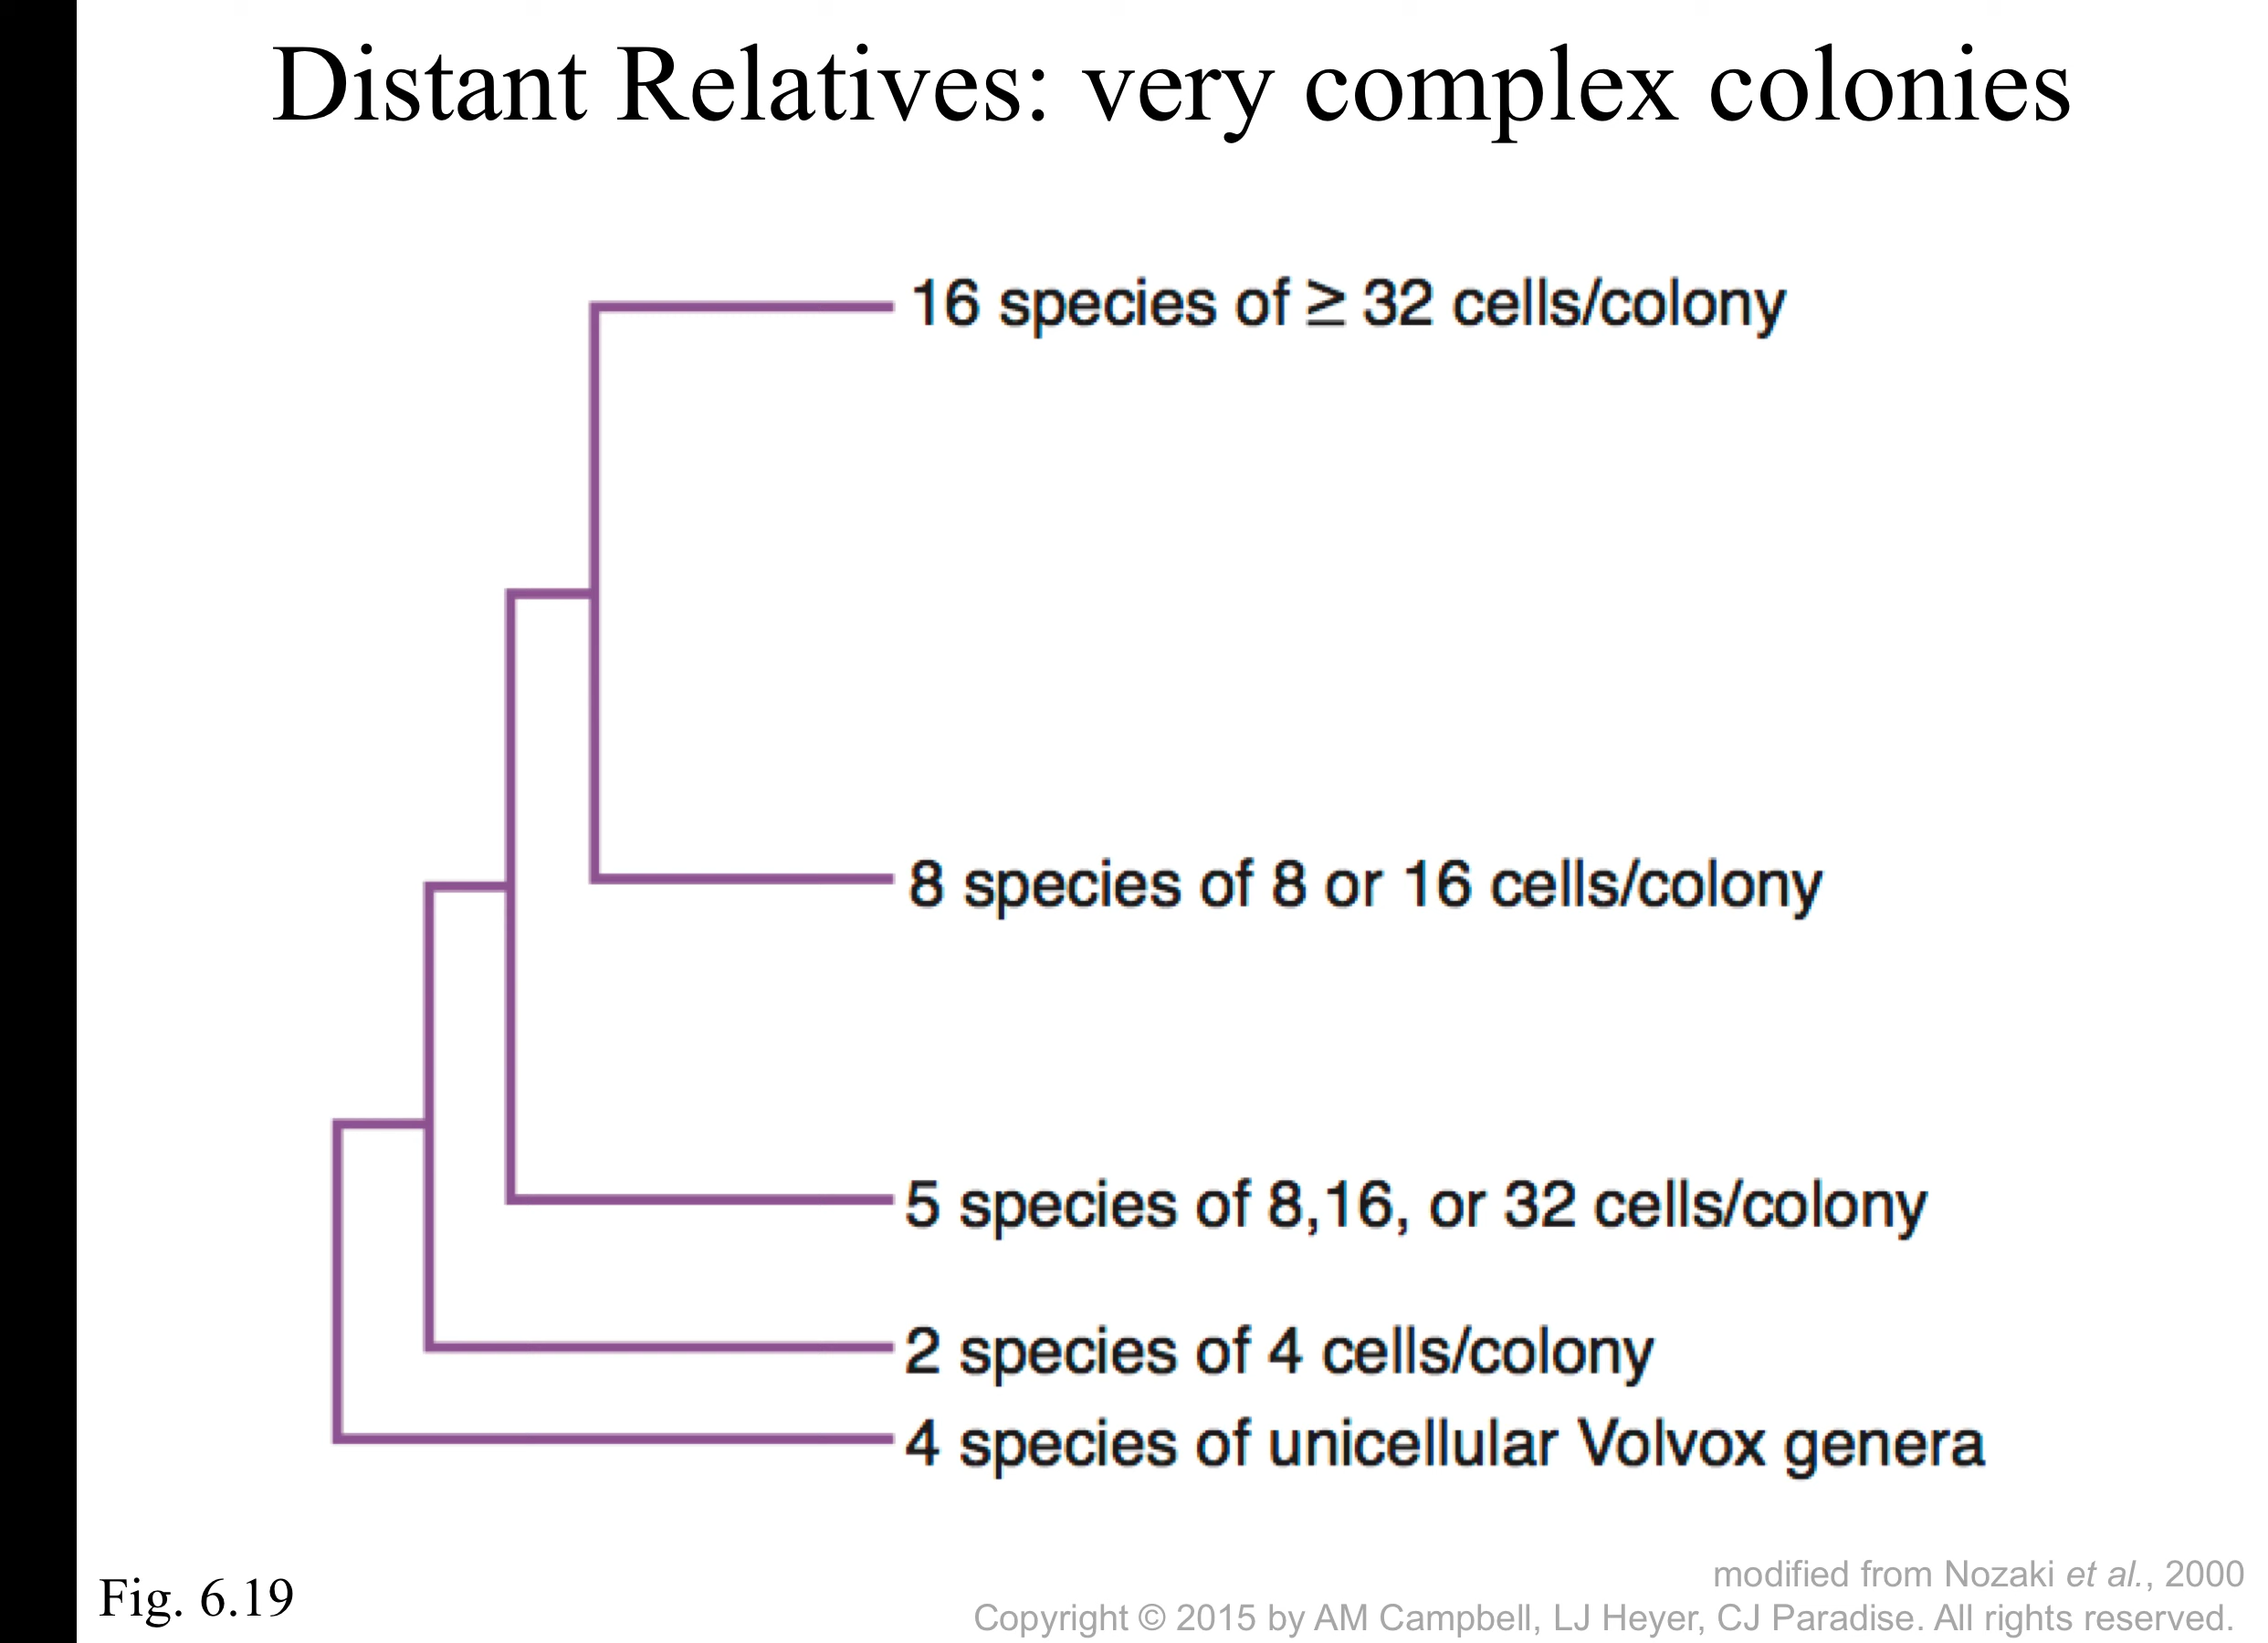 Distant Relatives: very complex colonies
16 species of ≥ 32 cells/colony
8 species of 8 or 16 cells/colony
5 species of 8,16, or 32 cells/colony
2 species of 4 cells/colony
4 species of unicellular Volvox genera
Fig. 6.19
modified from Nozaki et al., 2000
Copyright © 2015 by AM Campbell, LJ Heyer, CJ Paradise. All rights reserved.